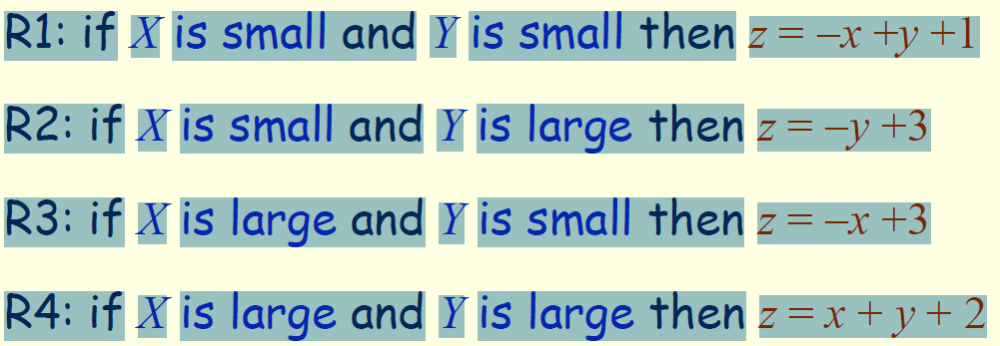 R1: if X is small and Y is small then z = –x +y +1
R2: if X is small and Y is large then z = –y +3
R3: if X is large and Y is small then z = –x +3
R4: if X is large and Y is large then z = x + y + 2